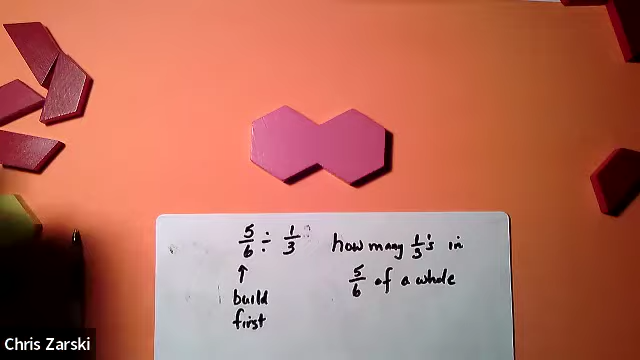 5/6 ÷ 1/3 how many 1/3's in
↑ 5/6 of a whole
build
first
Chris Zarski